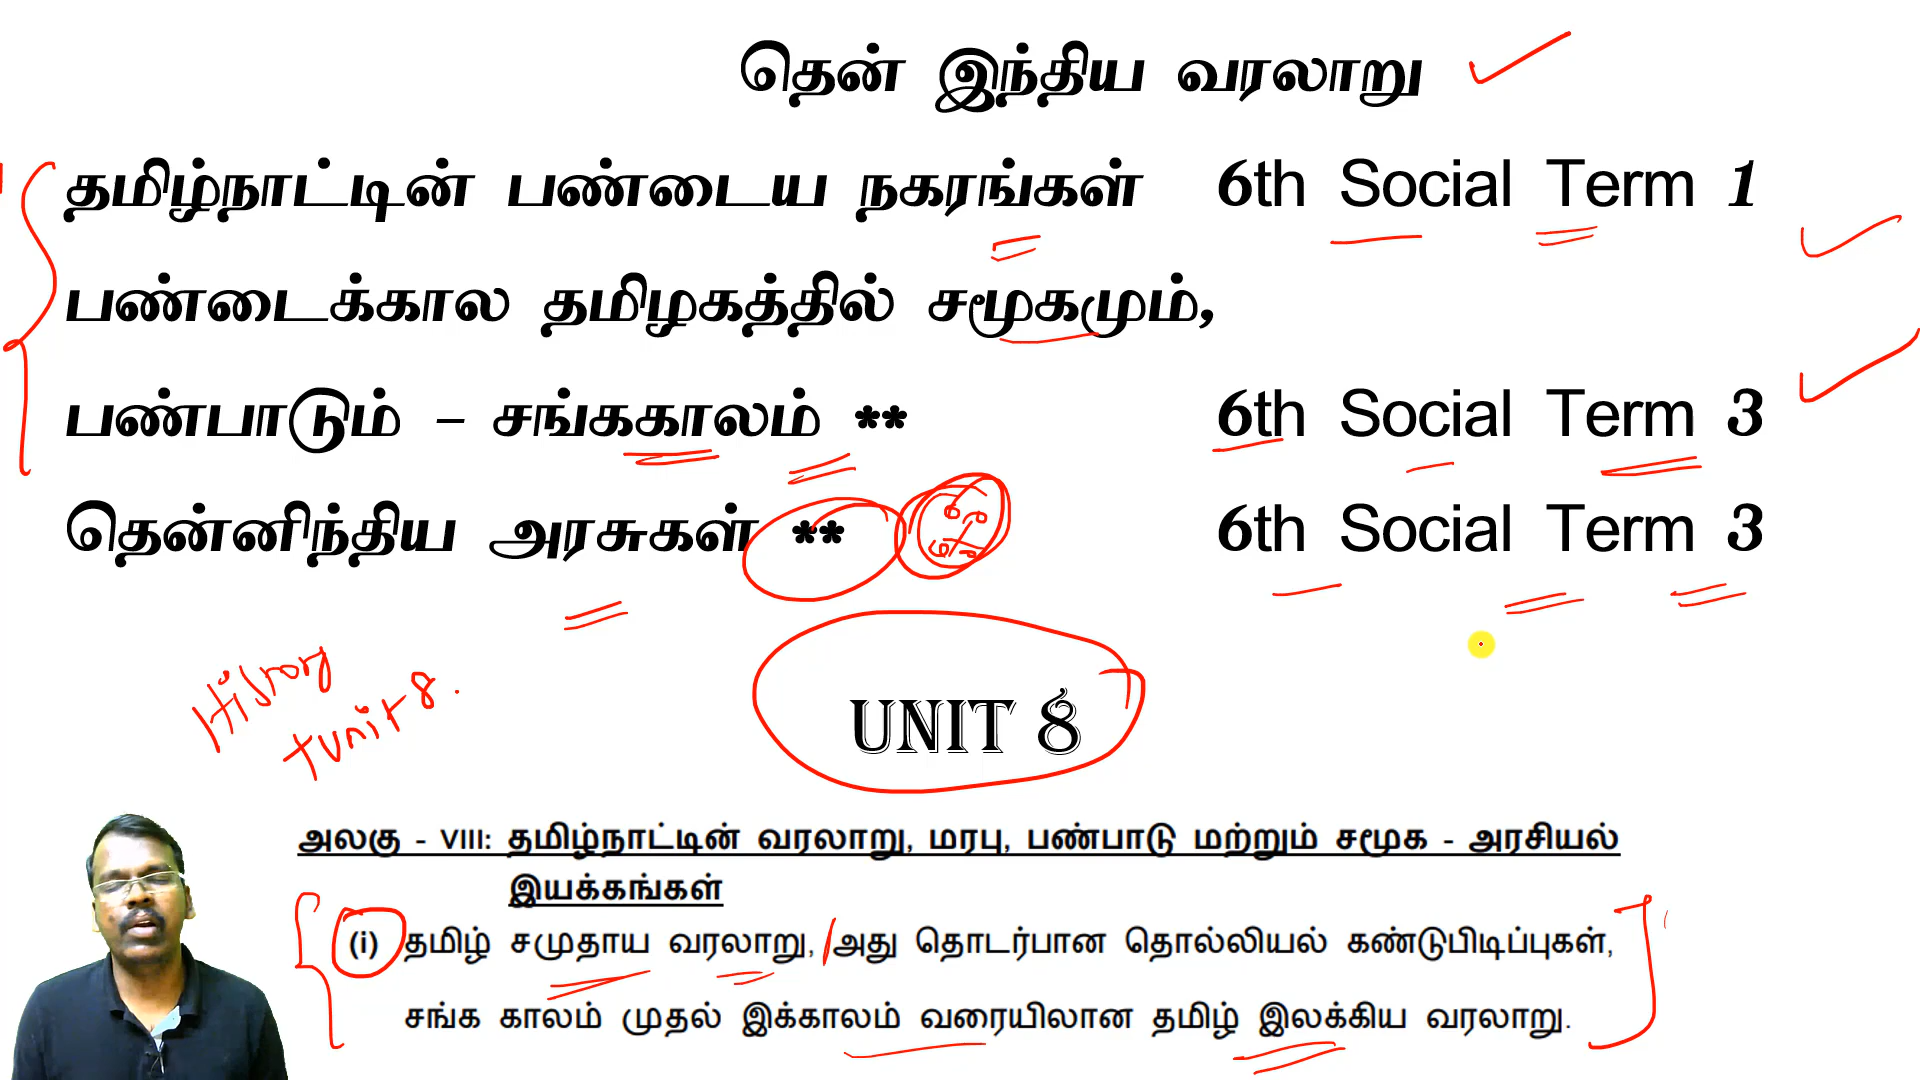 தென் இந்திய வரலாறு
தமிழ்நாட்டின் பண்டைய நகரங்கள் 6th Social Term 1
பண்டைக்கால தமிழகத்தில் சமூகமும்,
பண்பாடும் - சங்ககாலம் ** 6th Social Term 3
தென்னிந்திய அரசுகள் ** 6th Social Term 3
History
+unit 8.
UNIT 8
அலகு - VIII: தமிழ்நாட்டின் வரலாறு, மரபு, பண்பாடு மற்றும் சமூக - அரசியல்
இயக்கங்கள்
(i) தமிழ் சமுதாய வரலாறு, அது தொடர்பான தொல்லியல் கண்டுபிடிப்புகள்,
சங்க காலம் முதல் இக்காலம் வரையிலான தமிழ் இலக்கிய வரலாறு.